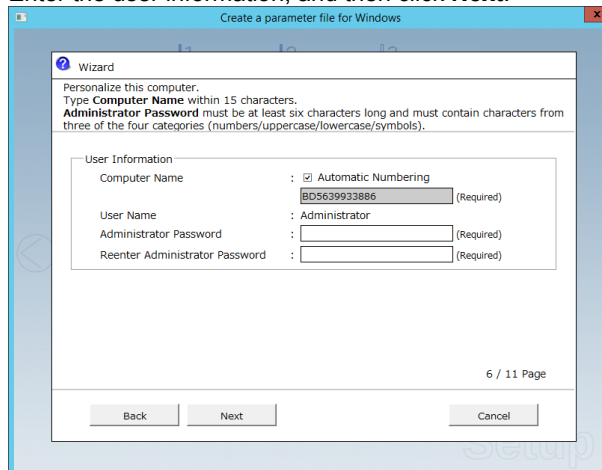 Enter the user information, and then click Next.
Create a parameter file for Windows
x
1 2 3
? Wizard
Personalize this computer.
Type Computer Name within 15 characters.
Administrator Password must be at least six characters long and must contain characters from
three of the four categories (numbers/uppercase/lowercase/symbols).
User Information
Computer Name : Automatic Numbering
BD5639933886 (Required)
User Name : Administrator
Administrator Password : (Required)
Reenter Administrator Password : (Required)
6 / 11 Page
Back Next Cancel
Setup